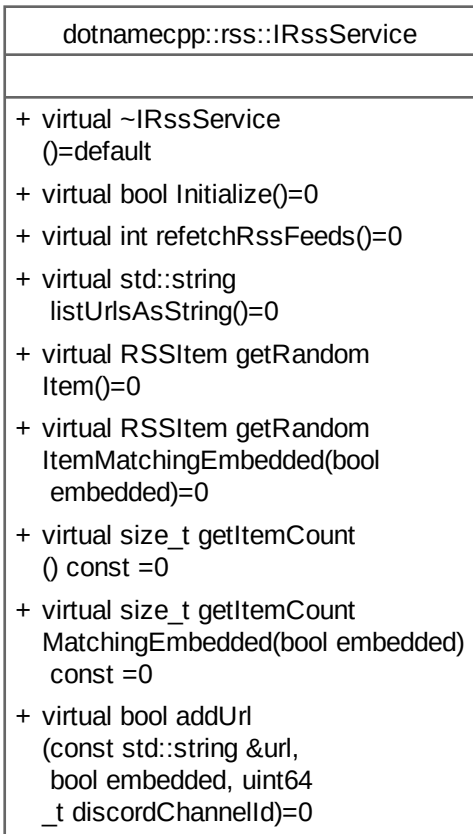 dotnamecpp::rss::IRssService
+ virtual ~IRssService
()=default
+ virtual bool Initialize()=0
+ virtual int refetchRssFeeds()=0
+ virtual std::string
listUrlsAsString()=0
+ virtual RSSItem getRandom
Item()=0
+ virtual RSSItem getRandom
ItemMatchingEmbedded(bool
embedded)=0
+ virtual size_t getItemCount
() const =0
+ virtual size_t getItemCount
MatchingEmbedded(bool embedded)
const =0
+ virtual bool addUrl
(const std::string &url,
bool embedded, uint64
_t discordChannelId)=0